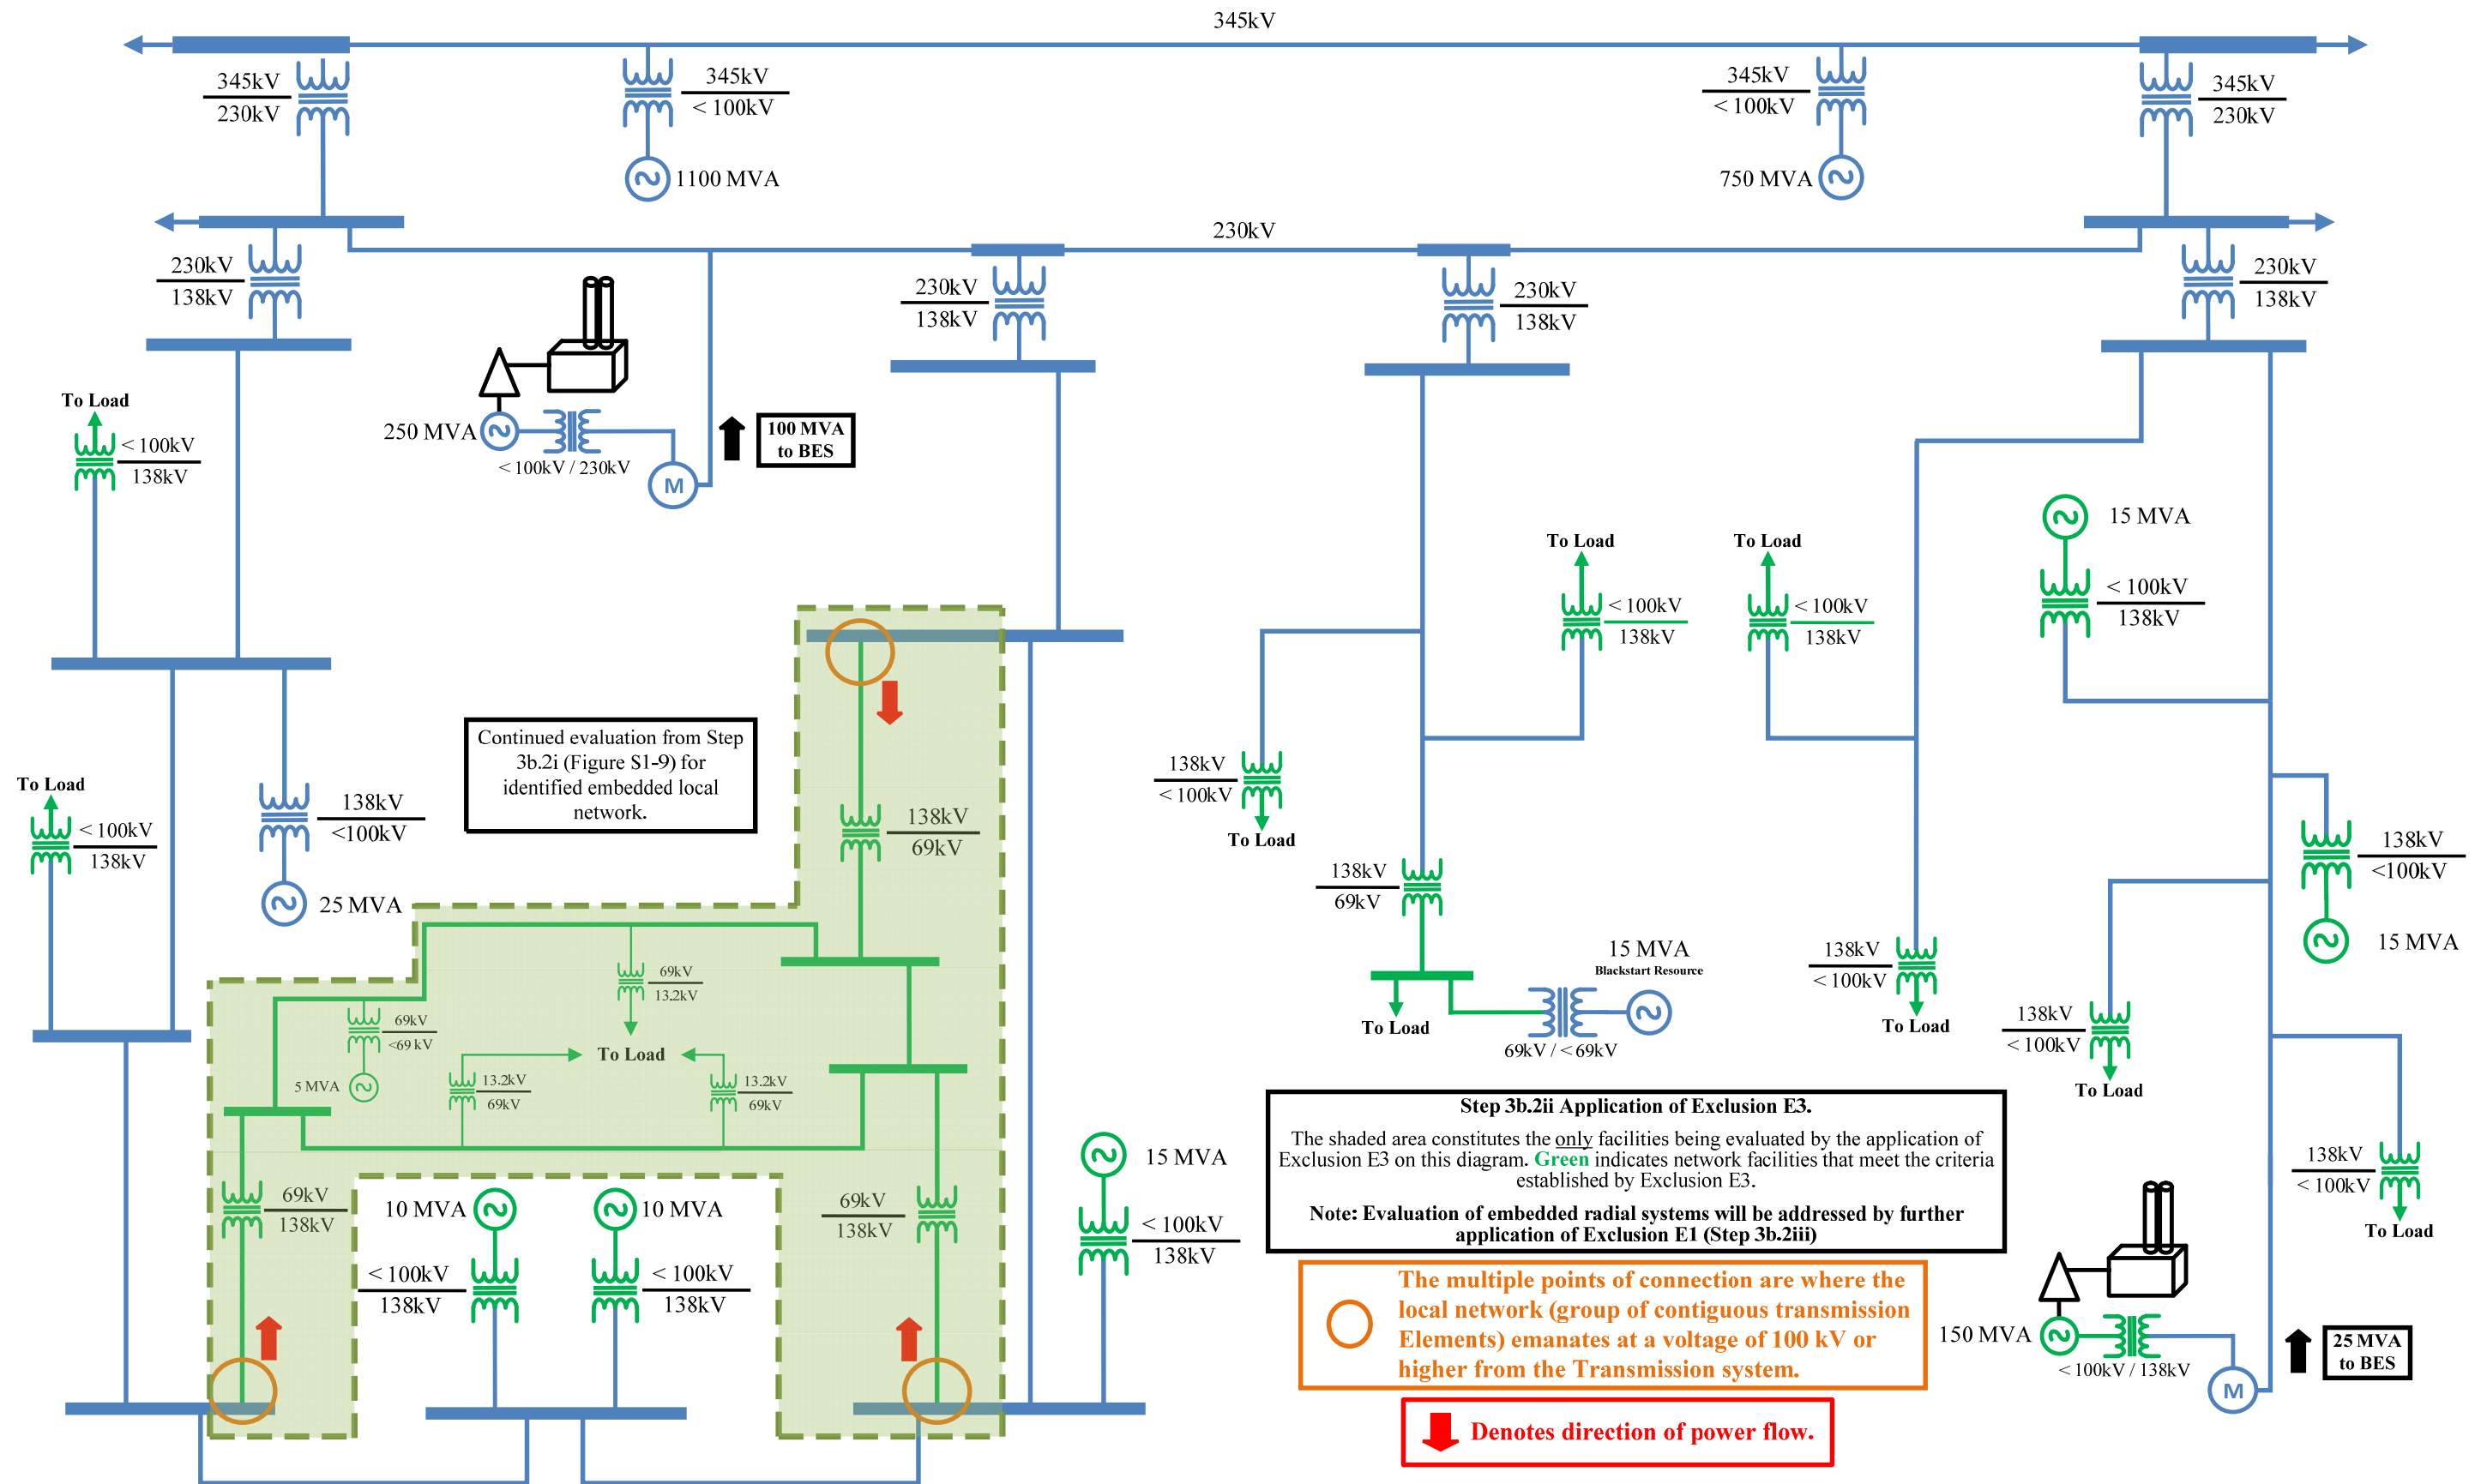 345kV
345kV
230kV
345kV
< 100kV
1100 MVA
345kV
< 100kV
750 MVA
345kV
230kV
230kV
230kV
138kV
230kV
138kV
230kV
138kV
230kV
138kV
250 MVA
< 100kV / 230kV
M
100 MVA
to BES
To Load
< 100kV
138kV
To Load
< 100kV
138kV
138kV
<100kV
25 MVA
Continued evaluation from Step
3b.2i (Figure S1-9) for
identified embedded local
network.
138kV
69kV
69kV
13.2kV
69kV
<69 kV
5 MVA
To Load
13.2kV
69kV
13.2kV
69kV
69kV
138kV
69kV
138kV
10 MVA
< 100kV
138kV
10 MVA
< 100kV
138kV
15 MVA
< 100kV
138kV
To Load
< 100kV
138kV
138kV
< 100kV
To Load
138kV
69kV
To Load
15 MVA
Blackstart Resource
69kV / < 69kV
To Load
< 100kV
138kV
138kV
< 100kV
To Load
15 MVA
< 100kV
138kV
138kV
<100kV
15 MVA
138kV
< 100kV
To Load
138kV
< 100kV
To Load
150 MVA
< 100kV / 138kV
M
25 MVA
to BES
Step 3b.2ii Application of Exclusion E3.
The shaded area constitutes the only facilities being evaluated by the application of
Exclusion E3 on this diagram. Green indicates network facilities that meet the criteria
established by Exclusion E3.
Note: Evaluation of embedded radial systems will be addressed by further
application of Exclusion E1 (Step 3b.2iii)
The multiple points of connection are where the
local network (group of contiguous transmission
Elements) emanates at a voltage of 100 kV or
higher from the Transmission system.
Denotes direction of power flow.